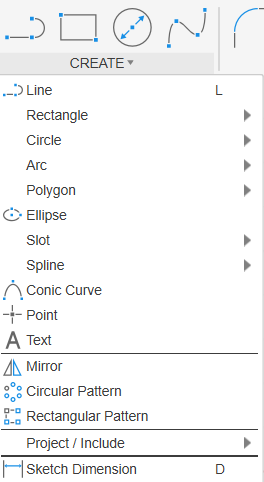 CREATE
Line L
Rectangle
Circle
Arc
Polygon
Ellipse
Slot
Spline
Conic Curve
Point
Text
Mirror
Circular Pattern
Rectangular Pattern
Project / Include
Sketch Dimension D